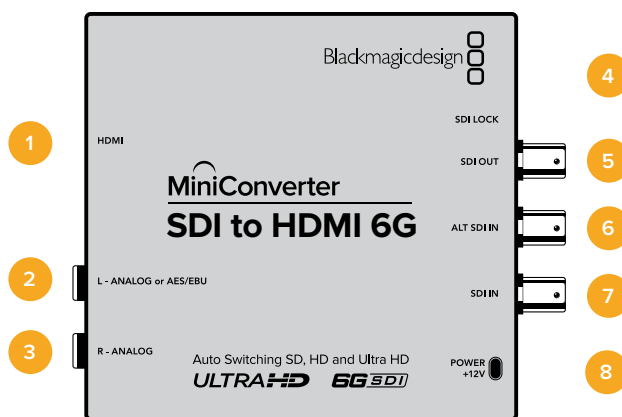 Blackmagicdesign
4
SDI LOCK
1
HDMI
5
SDI OUT
MiniConverter
SDI to HDMI 6G
6
ALT SDI IN
2
L - ANALOG or AES/EBU
7
SDI IN
3
R - ANALOG
Auto Switching SD, HD and Ultra HD
ULTRAHD 6G SDI
POWER
+12V
8